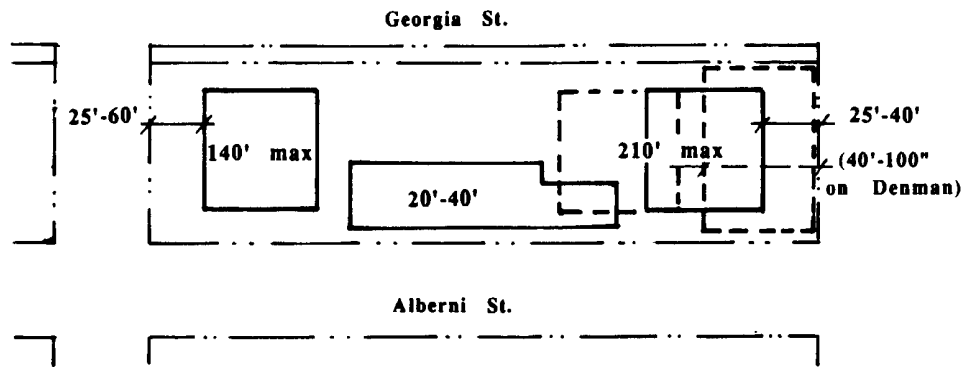 Georgia St.
25'-60'
25'-40'
140' max
210' max
(40'-100"
on Denman)
20'-40'
Alberni St.